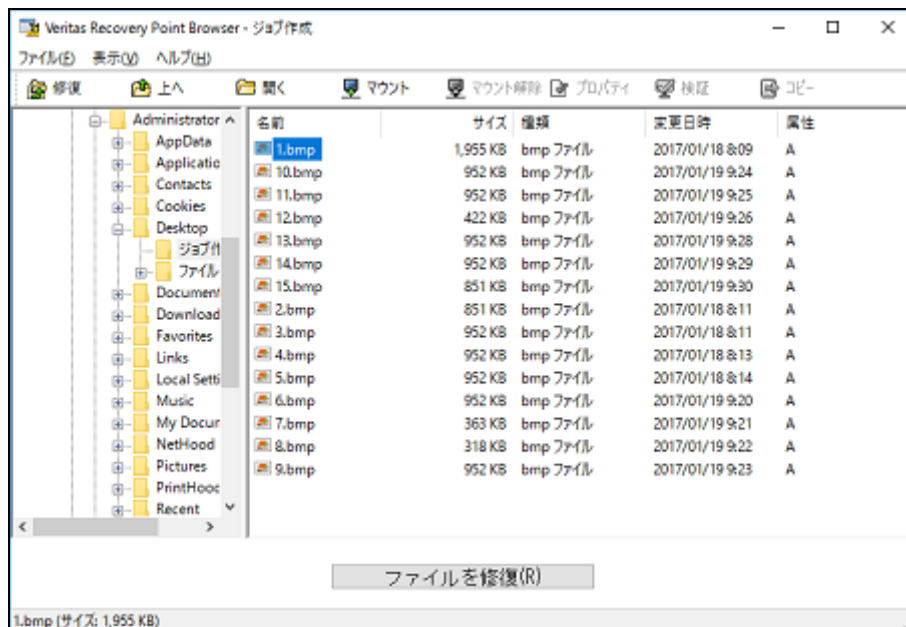 Veritas Recovery Point Browser - ジョブ作成
ファイル(F) 表示(V) ヘルプ(H)
修復 上へ 開く マウント マウント解除 プロパティ 検証 コピー
名前 サイズ 種類 変更日時 属性
Administrator
AppData
Applicatio
Contacts
Cookies
Desktop
ジョブ作
ファイル
Document
Download
Favorites
Links
Local Setti
Music
My Docur
NetHood
Pictures
PrintHooc
Recent
1.bmp 1,955 KB bmp ファイル 2017/01/18 8:09 A
10.bmp 952 KB bmp ファイル 2017/01/19 9:24 A
11.bmp 952 KB bmp ファイル 2017/01/19 9:25 A
12.bmp 422 KB bmp ファイル 2017/01/19 9:26 A
13.bmp 952 KB bmp ファイル 2017/01/19 9:28 A
14.bmp 952 KB bmp ファイル 2017/01/19 9:29 A
15.bmp 851 KB bmp ファイル 2017/01/19 9:30 A
2.bmp 851 KB bmp ファイル 2017/01/18 8:11 A
3.bmp 952 KB bmp ファイル 2017/01/18 8:11 A
4.bmp 952 KB bmp ファイル 2017/01/18 8:13 A
5.bmp 952 KB bmp ファイル 2017/01/18 8:14 A
6.bmp 952 KB bmp ファイル 2017/01/19 9:20 A
7.bmp 363 KB bmp ファイル 2017/01/19 9:21 A
8.bmp 318 KB bmp ファイル 2017/01/19 9:22 A
9.bmp 952 KB bmp ファイル 2017/01/19 9:23 A
ファイルを修復(R)
1.bmp (サイズ: 1,955 KB)